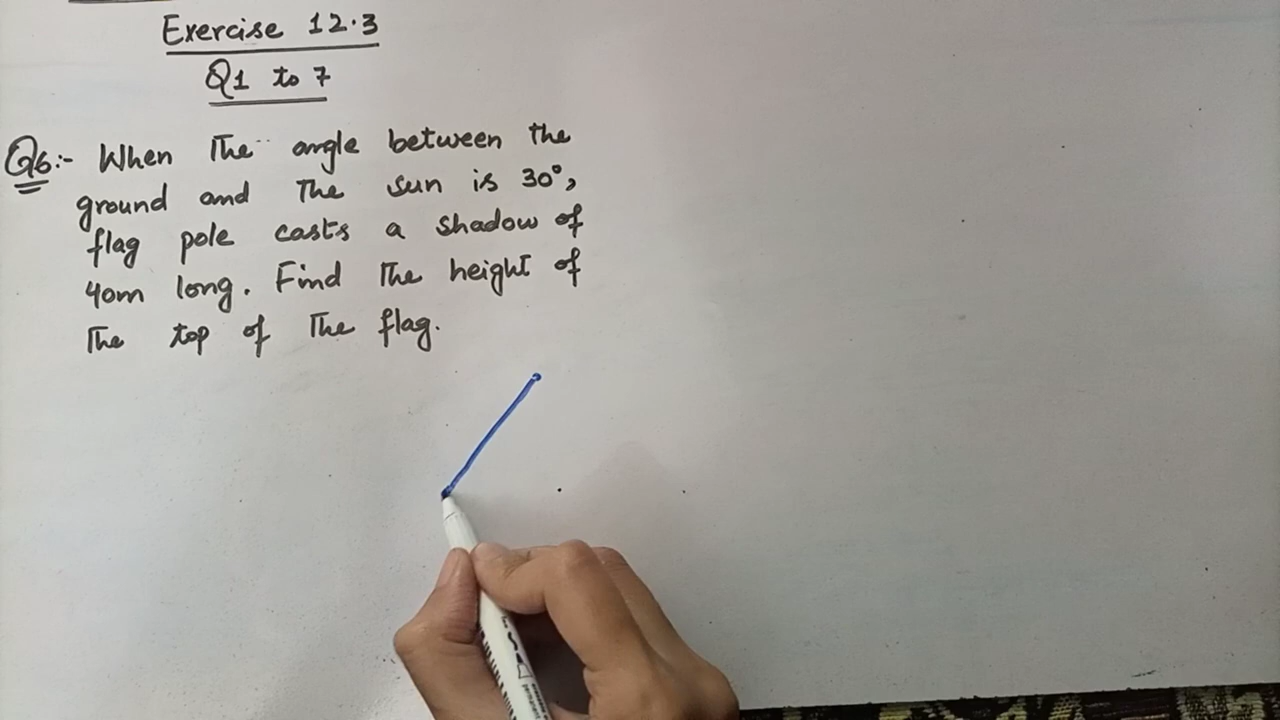 Exercise 12.3
Q1 to 7
Q6:- When The angle between the
ground and The sun is 30°,
flag pole casts a shadow of
40m long. Find The height of
The top of The flag.